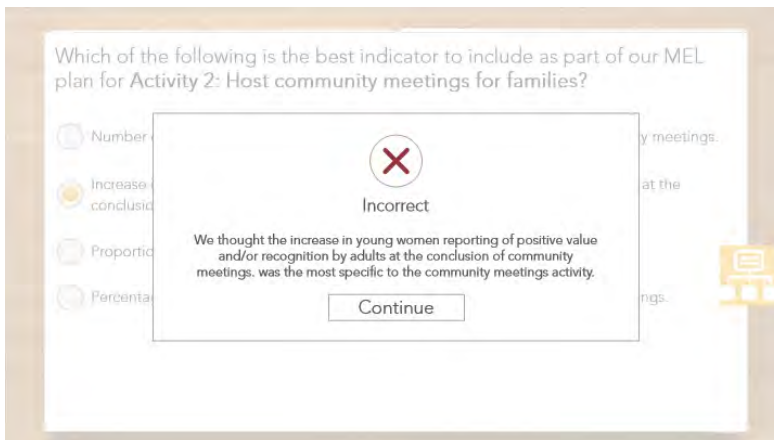 Which of the following is the best indicator to include as part of our MEL
plan for Activity 2: Host community meetings for families?
Number
y meetings.
Increase
at the
conclusio
Proportio
Percenta
ngs.
Incorrect
We thought the increase in young women reporting of positive value
and/or recognition by adults at the conclusion of community
meetings. was the most specific to the community meetings activity.
Continue